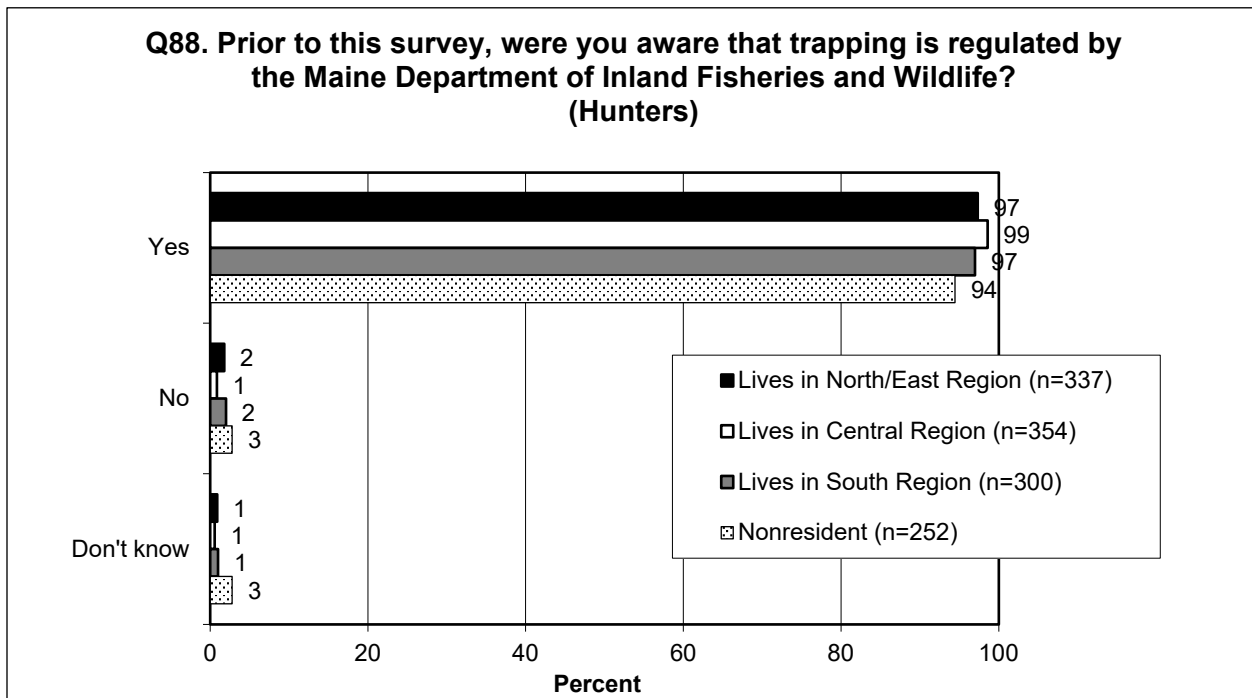 Q88. Prior to this survey, were you aware that trapping is regulated by
the Maine Department of Inland Fisheries and Wildlife?
(Hunters)
Yes
97
99
97
94
No
2
1
2
3
Don't know
1
1
1
3
Lives in North/East Region (n=337)
Lives in Central Region (n=354)
Lives in South Region (n=300)
Nonresident (n=252)
0 20 40 60 80 100
Percent